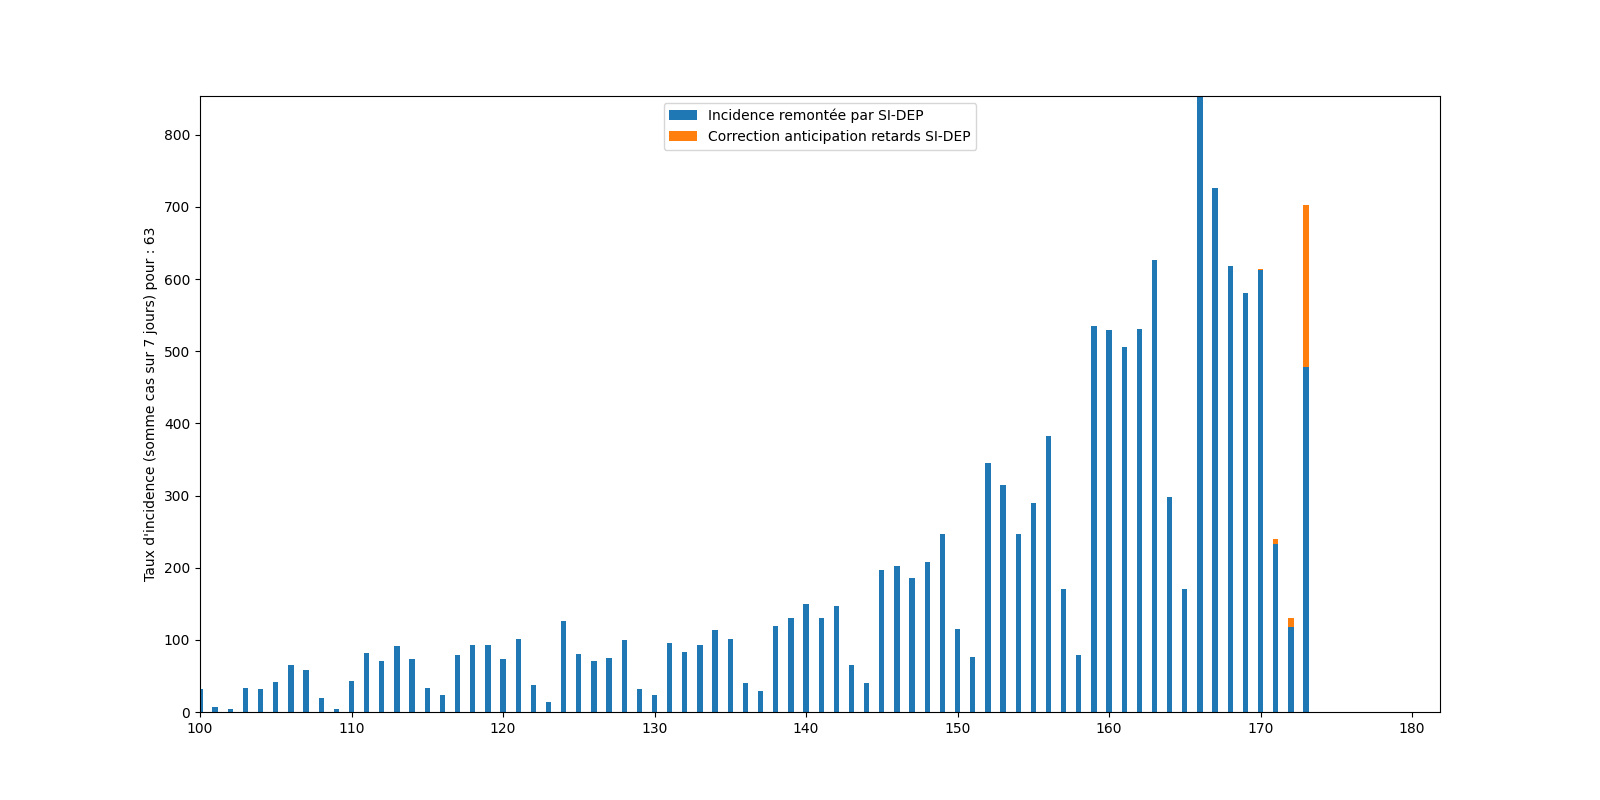 Incidence remontée par SI-DEP
Correction anticipation retards SI-DEP
Taux d'incidence (somme cas sur 7 jours) pour : 63
800
700
600
500
400
300
200
100
0
100 110 120 130 140 150 160 170 180